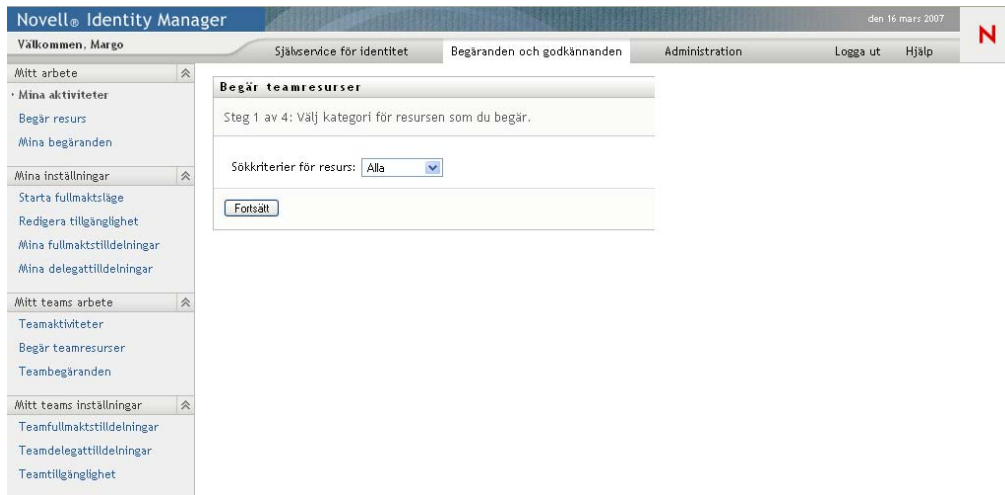 Novell® Identity Manager
den 16 mars 2007
N
Välkommen, Margo
Självservice för identitet
Begäranden och godkännanden
Administration
Logga ut
Hjälp
Mitt arbete
Mina aktiviteter
Begär resurs
Mina begäranden
Mina inställningar
Starta fullmaktsläge
Redigera tillgänglighet
Mina fullmaktstilldelningar
Mina delegattilldelningar
Mitt teams arbete
Teamaktiviteter
Begär teamresurser
Teambegäranden
Mitt teams inställningar
Teamfullmaktstilldelningar
Teamdelegattilldelningar
Teamtillgänglighet
Begär teamresurser
Steg 1 av 4: Välj kategori för resursen som du begär.
Sökkriterier för resurs: Alla
Fortsätt